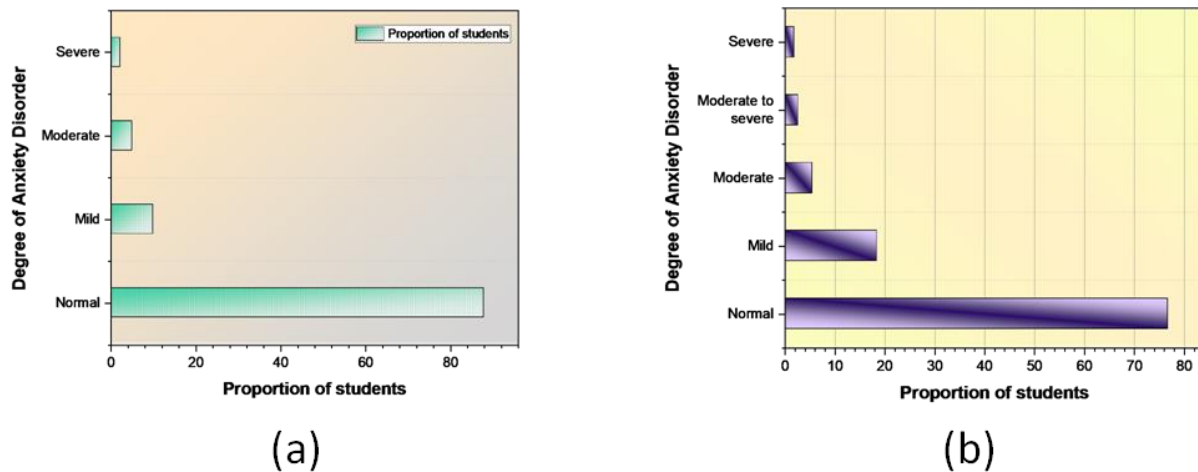 Degree of Anxiety Disorder
Proportion of students
Severe
Moderate
Mild
Normal
0 20 40 60 80
Proportion of students
(a)
Degree of Anxiety Disorder
Severe
Moderate to
severe
Moderate
Mild
Normal
0 10 20 30 40 50 60 70 80
Proportion of students
(b)